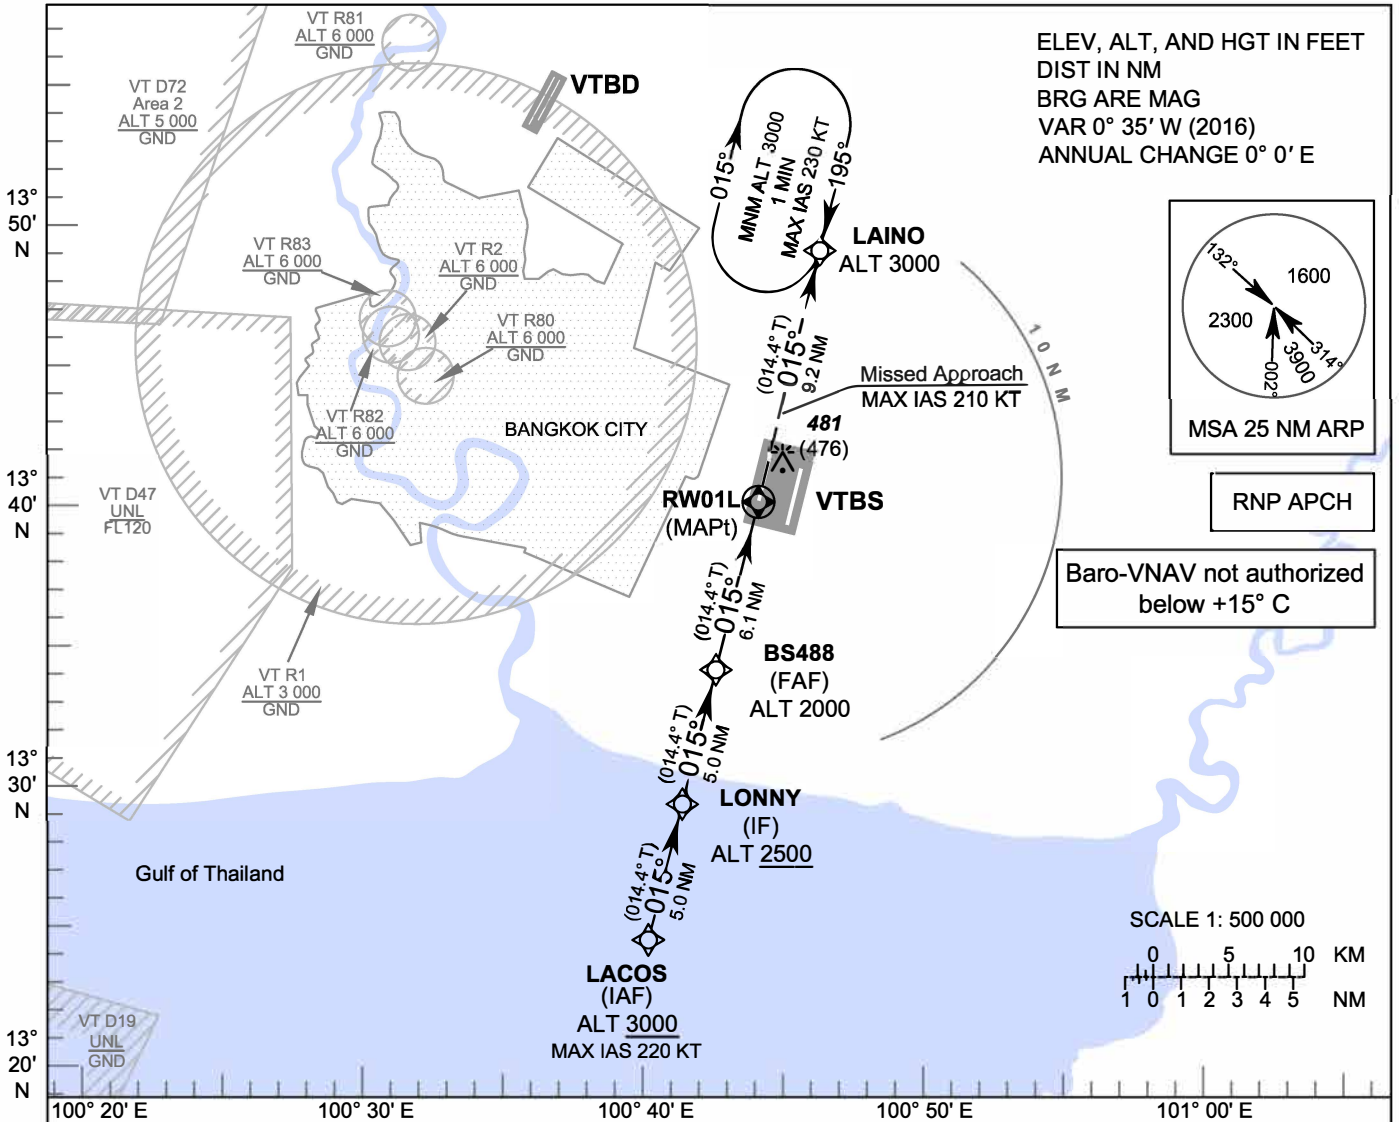 VT R81
ALT 6 000
GND
VT D72
Area 2
ALT 5 000
GND
VTBD
ELEV, ALT, AND HGT IN FEET
DIST IN NM
BRG ARE MAG
VAR 0° 35' W (2016)
ANNUAL CHANGE 0° 0' E
015°
MNM ALT 3000
1 MIN
MAX IAS 230 KT
195°
LAINO
ALT 3000
13°
50'
N
VT R83
ALT 6 000
GND
VT R2
ALT 6 000
GND
VT R80
ALT 6 000
GND
VT R82
ALT 6 000
GND
BANGKOK CITY
132°
1600
2300
314°
3900
002°
MSA 25 NM ARP
10 NM
(014.4° T)
015°
9.2 NM
Missed Approach
MAX IAS 210 KT
481
(476)
RW01L
(MAPt)
VTBS
RNP APCH
Baro-VNAV not authorized
below +15° C
13°
40'
N
VT D47
UNL
FL120
(014.4° T)
015°
6.1 NM
VT R1
ALT 3 000
GND
BS488
(FAF)
ALT 2000
(014.4° T)
015°
5.0 NM
13°
30'
N
LONNY
(IF)
ALT 2500
Gulf of Thailand
(014.4° T)
015°
5.0 NM
LACOS
(IAF)
ALT 3000
MAX IAS 220 KT
SCALE 1: 500 000
0 5 10 KM
1 0 1 2 3 4 5 NM
VT D19
UNL
GND
13°
20'
N
100° 20' E 100° 30' E 100° 40' E 100° 50' E 101° 00' E